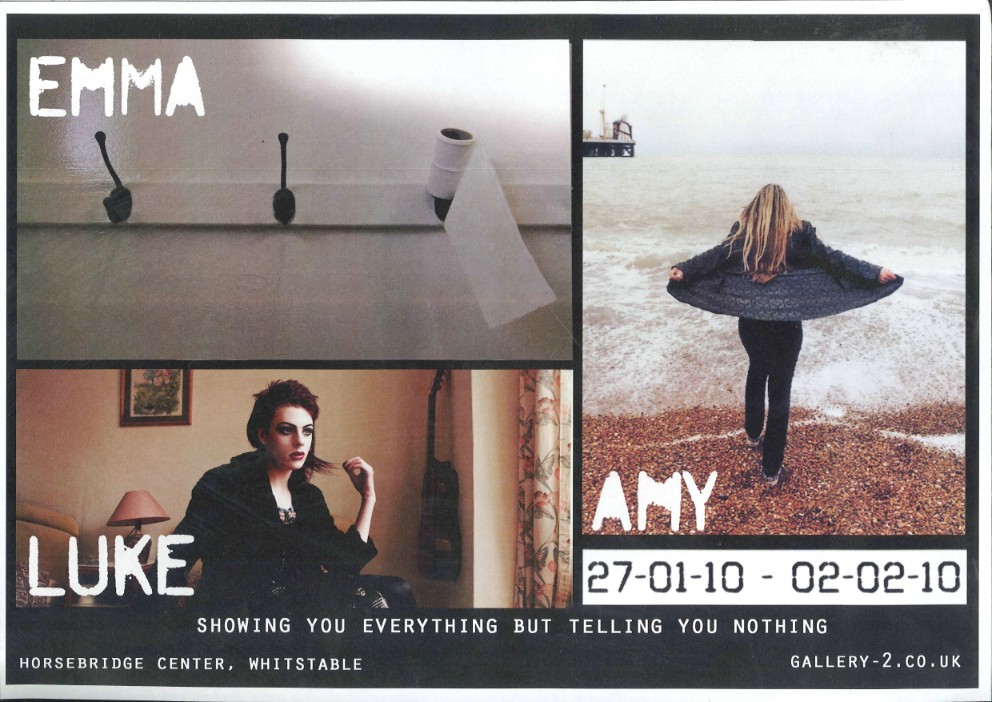 EMMA
LUKE
AMY
27-01-10 - 02-02-10
SHOWING YOU EVERYTHING BUT TELLING YOU NOTHING
HORSEBRIDGE CENTER, WHITSTABLE
GALLERY-2.CO.UK